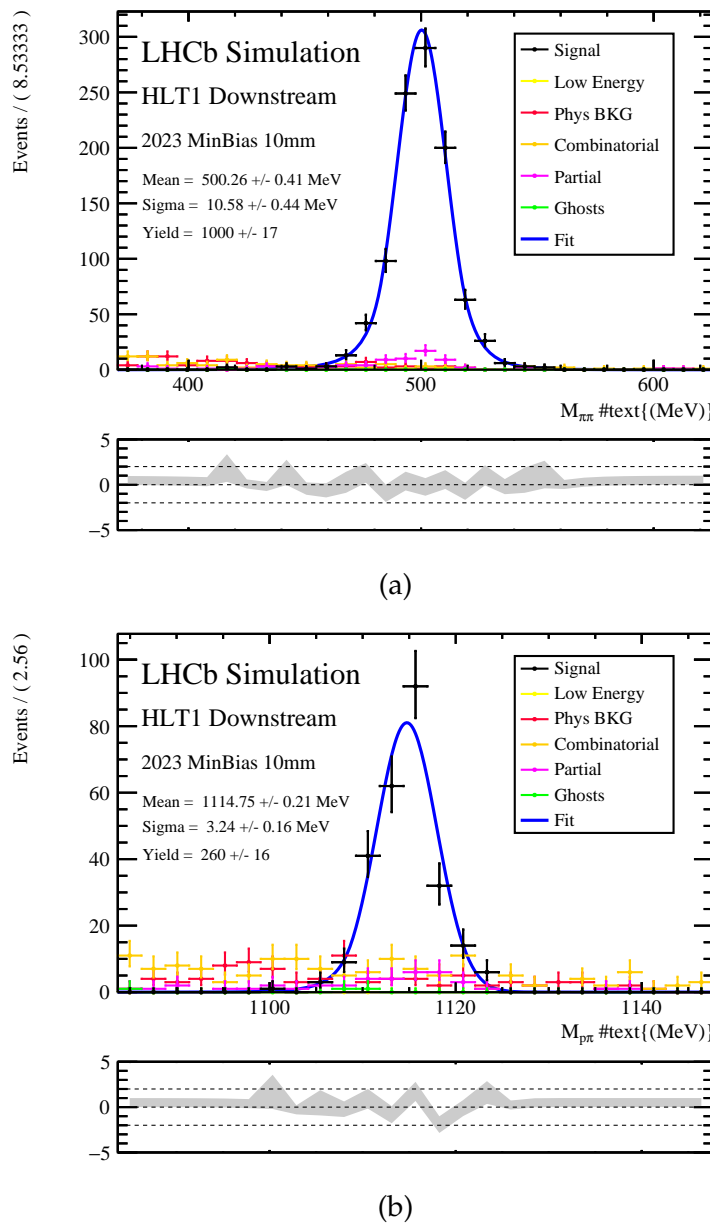 Events / ( 8.53333 )
300
250
200
150
100
50
0
LHCb Simulation
HLT1 Downstream
2023 MinBias 10mm
Mean = 500.26 +/- 0.41 MeV
Sigma = 10.58 +/- 0.44 MeV
Yield = 1000 +/- 17
Signal
Low Energy
Phys BKG
Combinatorial
Partial
Ghosts
Fit
400 500 600
Mππ #text{(MeV)}
5
0
−5
(a)
Events / ( 2.56 )
100
80
60
40
20
0
LHCb Simulation
HLT1 Downstream
2023 MinBias 10mm
Mean = 1114.75 +/- 0.21 MeV
Sigma = 3.24 +/- 0.16 MeV
Yield = 260 +/- 16
Signal
Low Energy
Phys BKG
Combinatorial
Partial
Ghosts
Fit
1100 1120 1140
Mpπ #text{(MeV)}
5
0
−5
(b)